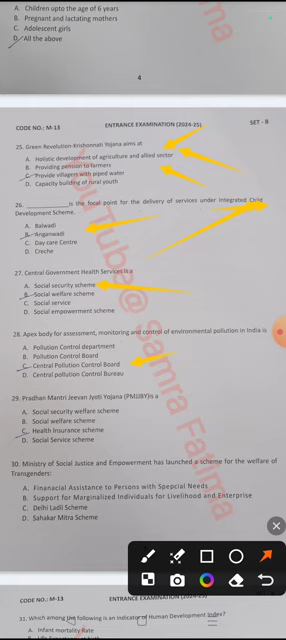 A. Children upto the age of 6 years
B. Pregnant and lactating mothers
C. Adolescent girls
D. All the above
4
CODE NO.: M-13 ENTRANCE EXAMINATION (2024-25) SET - B
25. Green Revolution-Krishonnati Yojana aims at
A. Holistic development of agriculture and allied sector
B. Providing pension to farmers
C. Provide villagers with piped water
D. Capacity building of rural youth
26. ____________ is the focal point for the delivery of services under Integrated Child
Development Scheme.
A. Balwadi
B. Anganwadi
C. Day care Centre
D. Creche
27. Central Government Health Services is a
A. Social security scheme
B. Social welfare scheme
C. Social service
D. Social empowerment scheme
28. Apex body for assessment, monitoring and control of environmental pollution in India is
A. Pollution Control department
B. Pollution Control Board
C. Central Pollution Control Board
D. Central pollution Control Bureau
29. Pradhan Mantri Jeevan Jyoti Yojana (PMJJBY)is a
A. Social security welfare scheme
B. Social welfare scheme
C. Health Insurance scheme
D. Social Service scheme
30. Ministry of Social Justice and Empowerment has launched a scheme for the welfare of
Transgenders:
A. Finanacial Assistance to Persons with Spepcial Needs
B. Support for Marginalized Individuals for Livelihood and Enterprise
C. Delhi Ladli Scheme
D. Sahakar Mitra Scheme
YouTube@ Samra Fatma
CODE NO.: M-13 ENTRANCE EXAMINATION
31. Which among the following is an indicator of Human Development Index?
A. Infant mortality Rate